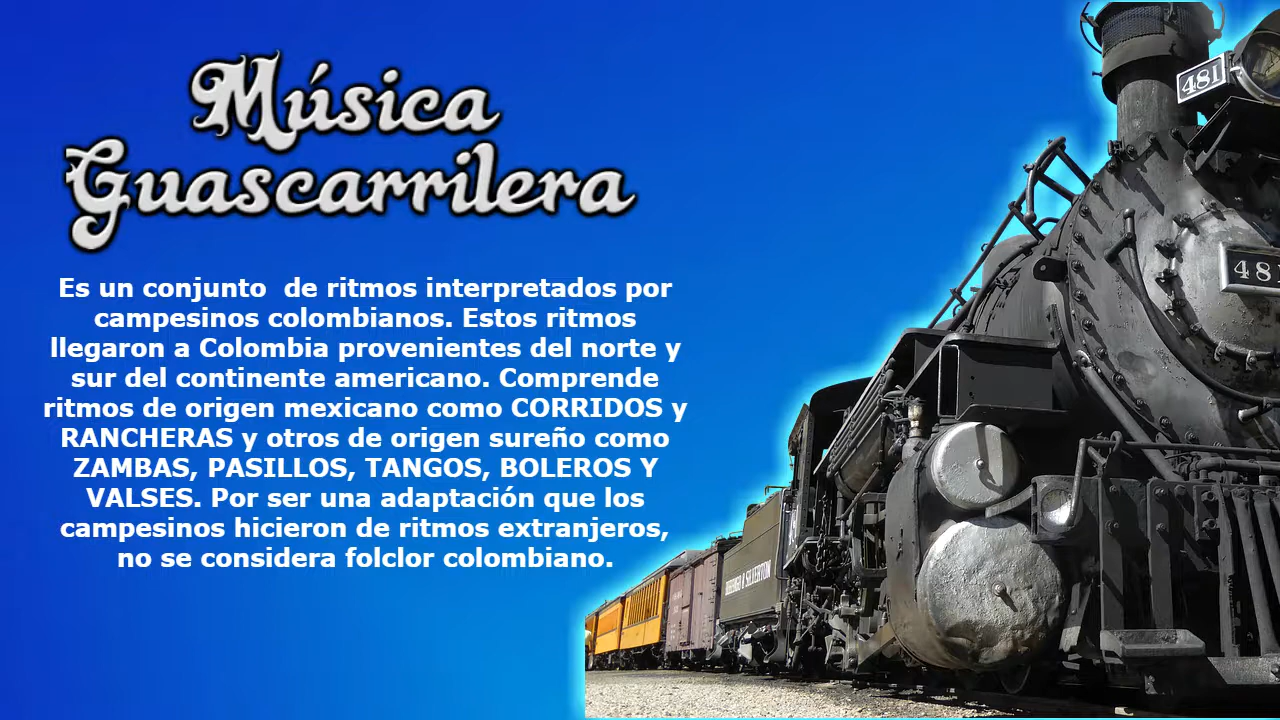 Música
Guascarrilera
Es un conjunto  de ritmos interpretados por
campesinos colombianos. Estos ritmos
llegaron a Colombia provenientes del norte y
sur del continente americano. Comprende
ritmos de origen mexicano como CORRIDOS y
RANCHERAS y otros de origen sureño como
ZAMBAS, PASILLOS, TANGOS, BOLEROS Y
VALSES. Por ser una adaptación que los
campesinos hicieron de ritmos extranjeros,
no se considera folclor colombiano.
481
481
& SILVERTON